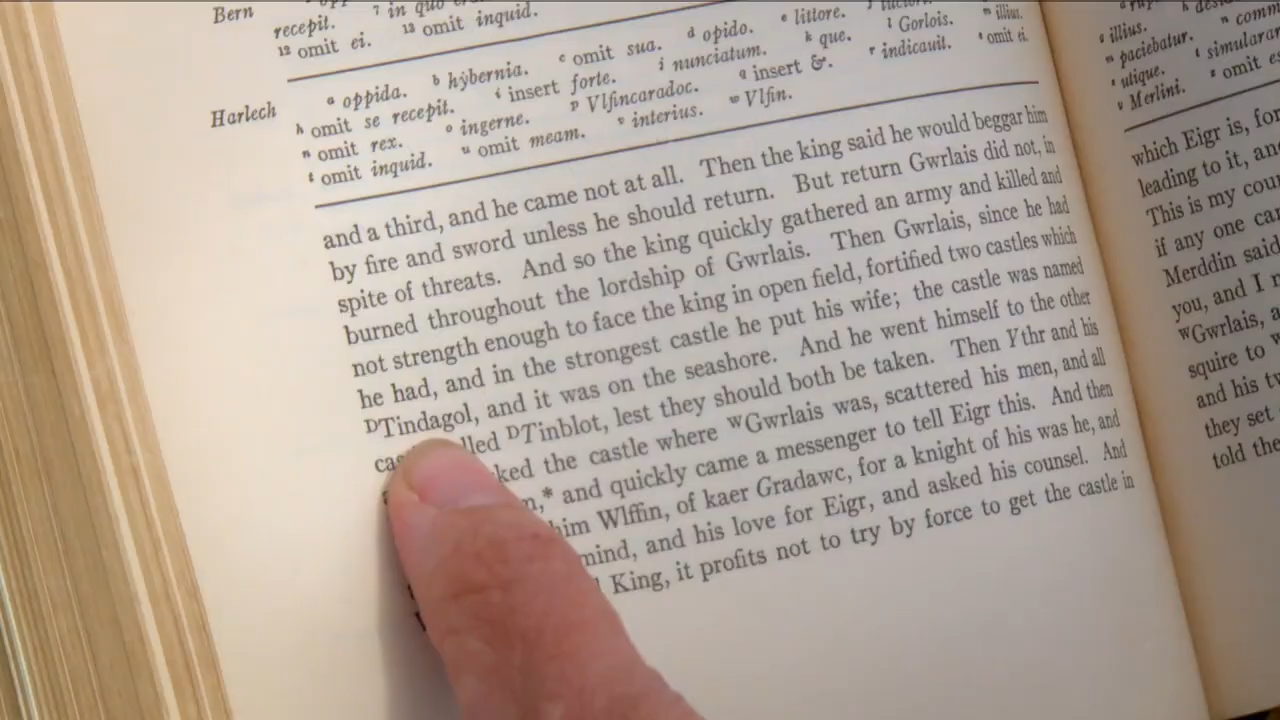 Bern
recepit. ⁷ in quo
¹² omit ei. ¹³ omit inquid.
Harlech ᵃ oppida. ᵇ hybernia. ᶜ omit sua. ᵈ opido. ᵉ littore.
ʰ omit se recepit. ⁱ insert forte. ʲ nunciatum. ᵏ que. ˡ Gorlois. ᵐ illius.
ⁿ omit rex. ᵒ ingerne. ᵖ Vlfincaradoc. ᑫ insert &. ʳ indicauit. ˢ omit ei.
ᵗ omit inquid. ᵘ omit meam. ᵛ interius. ʷ Vlfin.
and a third, and he came not at all. Then the king said he would beggar him
by fire and sword unless he should return. But return Gwrlais did not, in
spite of threats. And so the king quickly gathered an army and killed and
burned throughout the lordship of Gwrlais. Then Gwrlais, since he had
not strength enough to face the king in open field, fortified two castles which
he had, and in the strongest castle he put his wife; the castle was named
ᴰTindagol, and it was on the seashore. And he went himself to the other
ᴰTinblot, lest they should both be taken. Then Ythr and his
the castle where ᵂGwrlais was, scattered his men, and all
* and quickly came a messenger to tell Eigr this. And then
him Wlffin, of kaer Gradawc, for a knight of his was he, and
mind, and his love for Eigr, and asked his counsel. And
King, it profits not to try by force to get the castle in
ᵒ illius.
ᵐ paciebatur.
ᵗ utique.
ᵛ Merlini.
which Eigr is, for
leading to it, and
This is my
if any one
Merddin said
you, and I
ᵂGwrlais,
squire to
and his
they set
told the